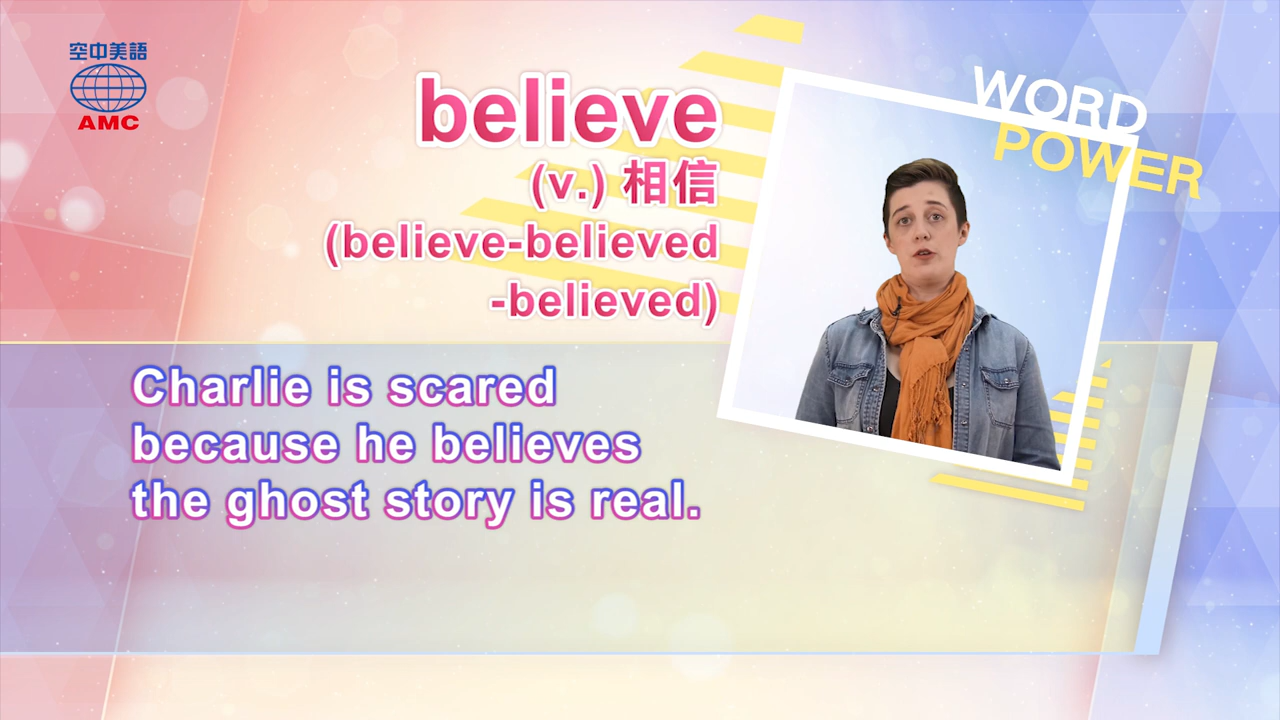 空中美語
AMC
WORD
POWER
believe
(v.) 相信
(believe-believed
-believed)
Charlie is scared
because he believes
the ghost story is real.